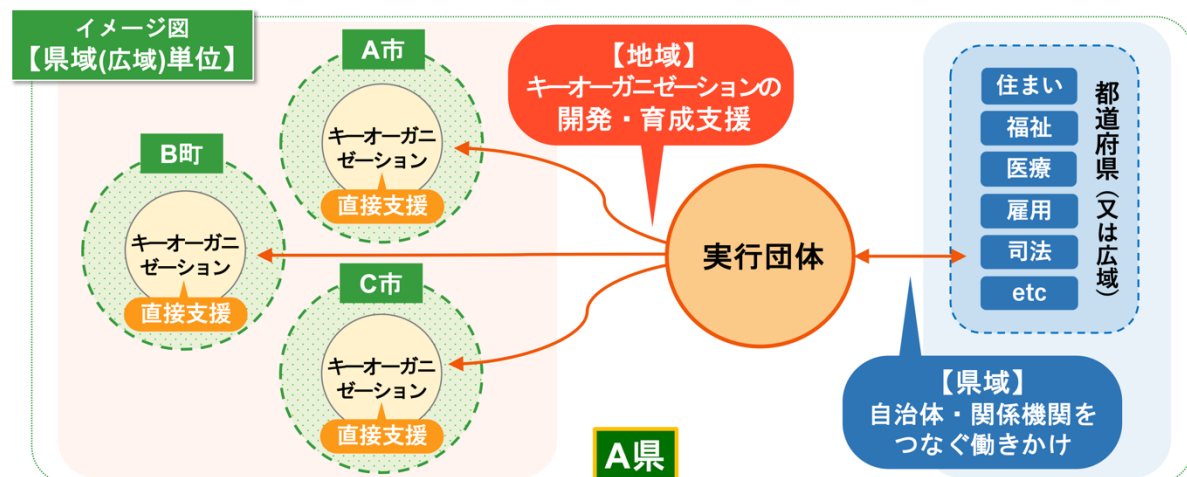 イメージ図
【県域(広域)単位】
A市
キーオーガニ
ゼーション
直接支援
B町
キーオーガニ
ゼーション
直接支援
C市
キーオーガニ
ゼーション
直接支援
【地域】
キーオーガニゼーションの
開発・育成支援
実行団体
住まい
福祉
医療
雇用
司法
etc
都道府県（又は広域）
【県域】
自治体・関係機関を
つなぐ働きかけ
A県